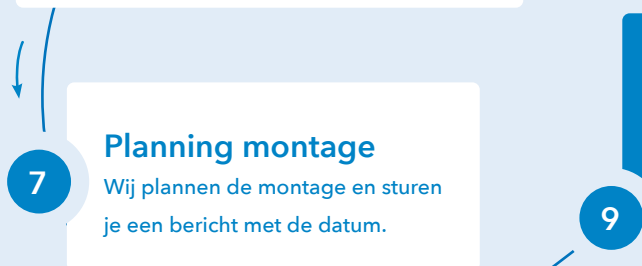 Planning montage
7
Wij plannen de montage en sturen
je een bericht met de datum.
9